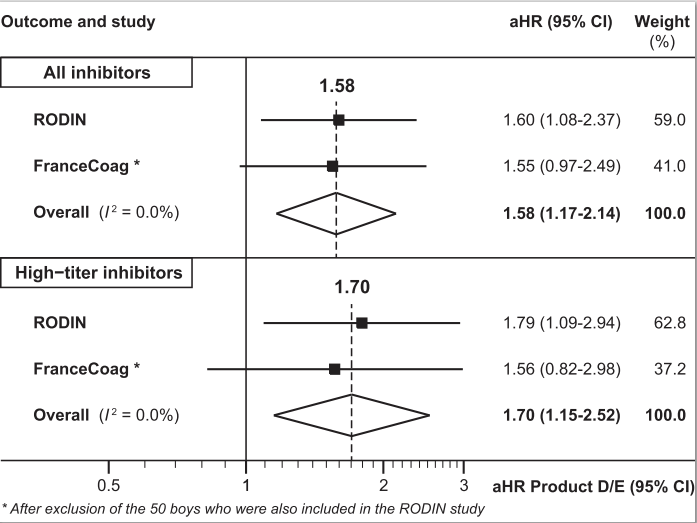 Outcome and study aHR (95% CI) Weight
(%)
All inhibitors
1.58
RODIN 1.60 (1.08-2.37) 59.0
FranceCoag * 1.55 (0.97-2.49) 41.0
Overall (I² = 0.0%) 1.58 (1.17-2.14) 100.0
High−titer inhibitors
1.70
RODIN 1.79 (1.09-2.94) 62.8
FranceCoag * 1.56 (0.82-2.98) 37.2
Overall (I² = 0.0%) 1.70 (1.15-2.52) 100.0
0.5 1 2 3 aHR Product D/E (95% CI)
* After exclusion of the 50 boys who were also included in the RODIN study